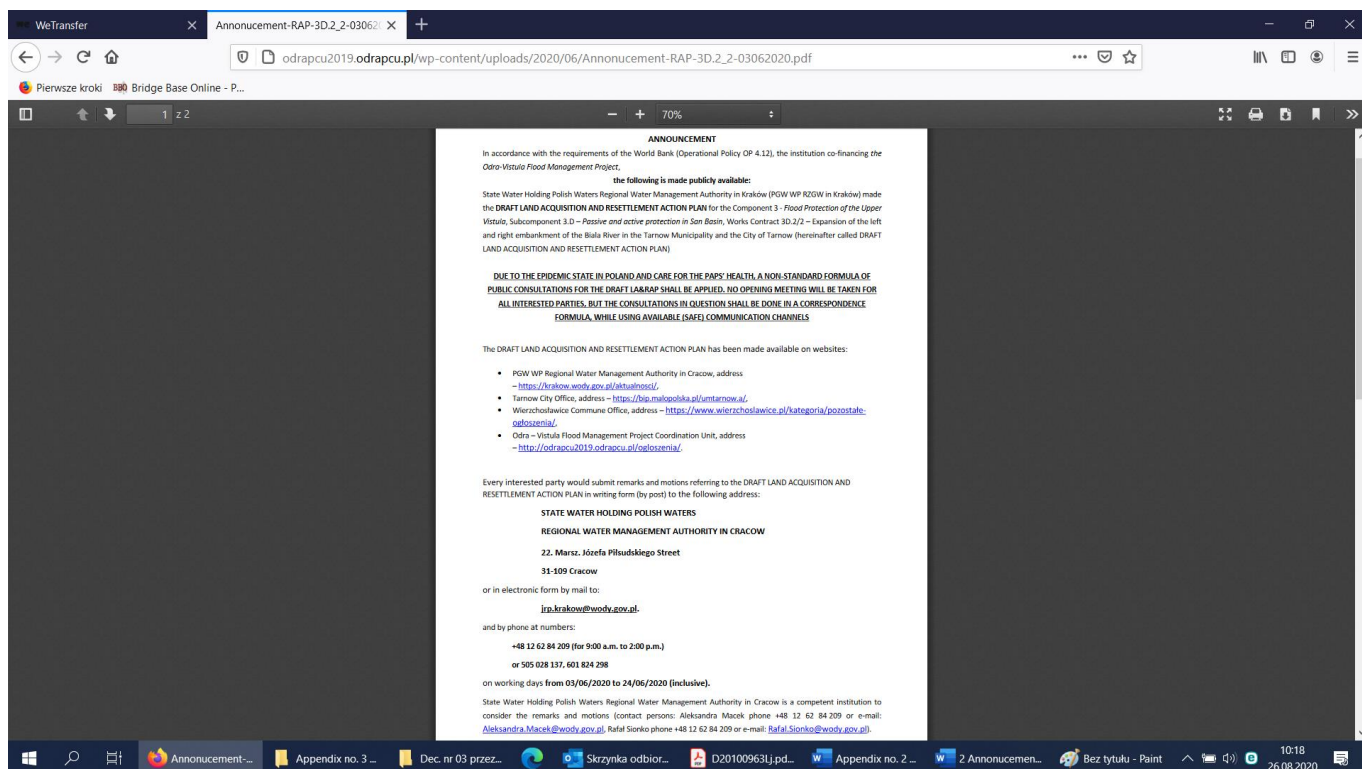 WeTransfer
Annonucement-RAP-3D.2_2-03062
odrapcu2019.odrapcu.pl/wp-content/uploads/2020/06/Annonucement-RAP-3D.2_2-03062020.pdf
Pierwsze kroki BBO Bridge Base Online - P...
1 z 2
70%
ANNOUNCEMENT
In accordance with the requirements of the World Bank (Operational Policy OP 4.12), the institution co-financing the
Odra-Vistula Flood Management Project,
the following is made publicly available:
State Water Holding Polish Waters Regional Water Management Authority in Kraków (PGW WP RZGW in Kraków) made
the DRAFT LAND ACQUISITION AND RESETTLEMENT ACTION PLAN for the Component 3 - Flood Protection of the Upper
Vistula, Subcomponent 3.D – Passive and active protection in San Basin, Works Contract 3D.2/2 – Expansion of the left
and right embankment of the Biala River in the Tarnow Municipality and the City of Tarnow (hereinafter called DRAFT
LAND ACQUISITION AND RESETTLEMENT ACTION PLAN)
DUE TO THE EPIDEMIC STATE IN POLAND AND CARE FOR THE PAPS' HEALTH, A NON-STANDARD FORMULA OF
PUBLIC CONSULTATIONS FOR THE DRAFT LA&RAP SHALL BE APPLIED. NO OPENING MEETING WILL BE TAKEN FOR
ALL INTERESTED PARTIES, BUT THE CONSULTATIONS IN QUESTION SHALL BE DONE IN A CORRESPONDENCE
FORMULA, WHILE USING AVAILABLE (SAFE) COMMUNICATION CHANNELS
The DRAFT LAND ACQUISITION AND RESETTLEMENT ACTION PLAN has been made available on websites:
• PGW WP Regional Water Management Authority in Cracow, address
– https://krakow.wody.gov.pl/aktualnosci/,
• Tarnow City Office, address – https://bip.malopolska.pl/umtarnow.a/,
• Wierzchosławice Commune Office, address – https://www.wierzchoslawice.pl/kategoria/pozostałe-
ogłoszenia/,
• Odra – Vistula Flood Management Project Coordination Unit, address
– http://odrapcu2019.odrapcu.pl/ogloszenia/.
Every interested party would submit remarks and motions referring to the DRAFT LAND ACQUISITION AND
RESETTLEMENT ACTION PLAN in writing form (by post) to the following address:
STATE WATER HOLDING POLISH WATERS
REGIONAL WATER MANAGEMENT AUTHORITY IN CRACOW
22. Marsz. Józefa Piłsudskiego Street
31-109 Cracow
or in electronic form by mail to:
jrp.krakow@wody.gov.pl.
and by phone at numbers:
+48 12 62 84 209 (for 9:00 a.m. to 2:00 p.m.)
or 505 028 137, 601 824 298
on working days from 03/06/2020 to 24/06/2020 (inclusive).
State Water Holding Polish Waters Regional Water Management Authority in Cracow is a competent institution to
consider the remarks and motions (contact persons: Aleksandra Macek phone +48 12 62 84 209 or e-mail:
Aleksandra.Macek@wody.gov.pl, Rafał Sionko phone +48 12 62 84 209 or e-mail: Rafal.Sionko@wody.gov.pl).
Annonucement-... Appendix no. 3 ... Dec. nr 03 przez... Skrzynka odbior... D20100963Lj.pd... Appendix no. 2 ... 2 Annonucemen... Bez tytułu - Paint 10:18
26.08.2020